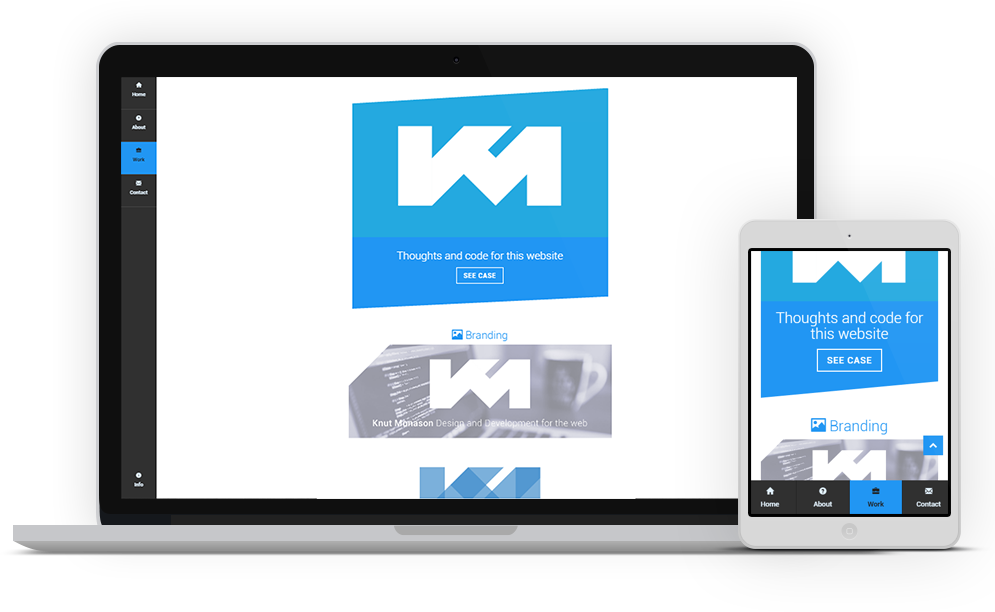 Home
About
Work
Contact
Info
Thoughts and code for this website
SEE CASE
Branding
Knut Monason Design and Development for the web
Thoughts and code for
this website
SEE CASE
Branding
Home
About
Work
Contact